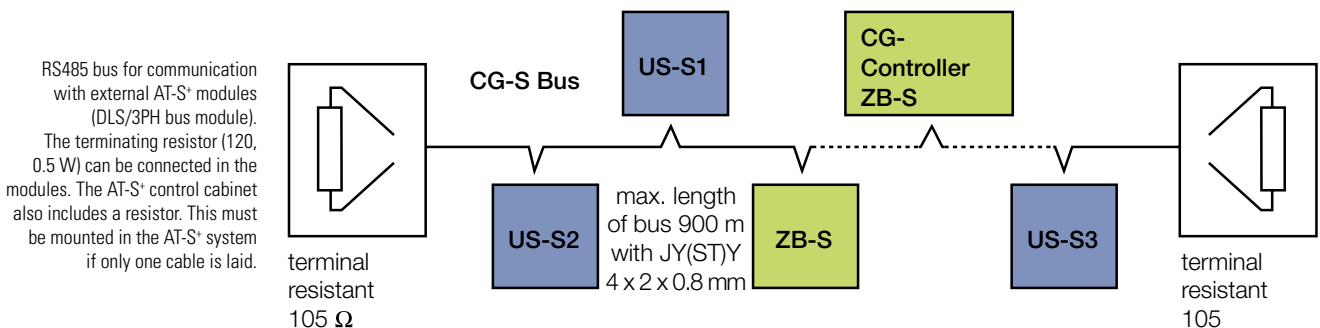 RS485 bus for communication
with external AT-S⁺ modules
(DLS/3PH bus module).
The terminating resistor (120,
0.5 W) can be connected in the
modules. The AT-S⁺ control cabinet
also includes a resistor. This must
be mounted in the AT-S⁺ system
if only one cable is laid.
terminal
resistant
105 Ω
CG-S Bus
US-S1
CG-
Controller
ZB-S
US-S2
max. length
of bus 900 m
with JY(ST)Y
4 x 2 x 0.8 mm
ZB-S
US-S3
terminal
resistant
105